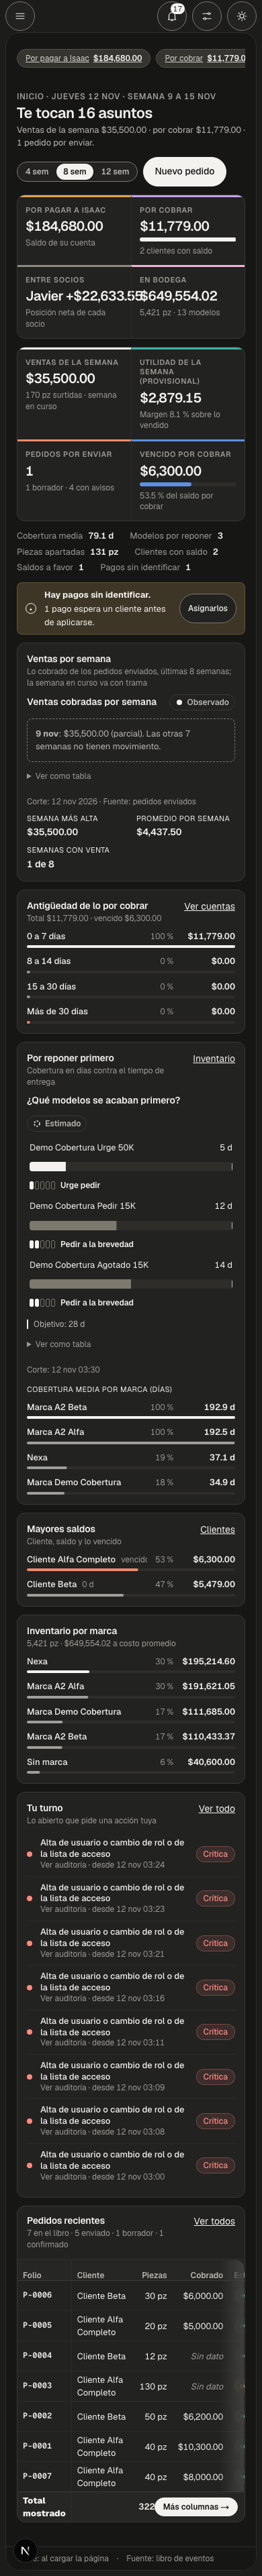 17
Por pagar a Isaac $184,680.00
Por cobrar $11,779.0
INICIO · JUEVES 12 NOV · SEMANA 9 A 15 NOV
Te tocan 16 asuntos
Ventas de la semana $35,500.00 · por cobrar $11,779.00 ·
1 pedido por enviar.
4 sem 8 sem 12 sem
Nuevo pedido
POR PAGAR A ISAAC
$184,680.00
Saldo de su cuenta
POR COBRAR
$11,779.00
2 clientes con saldo
ENTRE SOCIOS
Javier +$22,633.55
Posición neta de cada
socio
EN BODEGA
$649,554.02
5,421 pz · 13 modelos
VENTAS DE LA SEMANA
$35,500.00
170 pz surtidas · semana
en curso
UTILIDAD DE LA
SEMANA
(PROVISIONAL)
$2,879.15
Margen 8.1 % sobre lo
vendido
PEDIDOS POR ENVIAR
1
1 borrador · 4 con avisos
VENCIDO POR COBRAR
$6,300.00
53.5 % del saldo por
cobrar
Cobertura media 79.1 d
Modelos por reponer 3
Piezas apartadas 131 pz
Clientes con saldo 2
Saldos a favor 1
Pagos sin identificar 1
Hay pagos sin identificar.
1 pago espera un cliente antes
de aplicarse.
Asignarlos
Ventas por semana
Lo cobrado de los pedidos enviados, últimas 8 semanas;
la semana en curso va con trama
Ventas cobradas por semana
Observado
9 nov: $35,500.00 (parcial). Las otras 7
semanas no tienen movimiento.
Ver como tabla
Corte: 12 nov 2026 · Fuente: pedidos enviados
SEMANA MÁS ALTA
$35,500.00
PROMEDIO POR SEMANA
$4,437.50
SEMANAS CON VENTA
1 de 8
Antigüedad de lo por cobrar
Ver cuentas
Total $11,779.00 · vencido $6,300.00
0 a 7 días 100 % $11,779.00
8 a 14 días 0 % $0.00
15 a 30 días 0 % $0.00
Más de 30 días 0 % $0.00
Por reponer primero
Inventario
Cobertura en días contra el tiempo de
entrega
¿Qué modelos se acaban primero?
Estimado
Demo Cobertura Urge 50K 5 d
Urge pedir
Demo Cobertura Pedir 15K 12 d
Pedir a la brevedad
Demo Cobertura Agotado 15K 14 d
Pedir a la brevedad
Objetivo: 28 d
Ver como tabla
Corte: 12 nov 03:30
COBERTURA MEDIA POR MARCA (DÍAS)
Marca A2 Beta 100 % 192.9 d
Marca A2 Alfa 100 % 192.5 d
Nexa 19 % 37.1 d
Marca Demo Cobertura 18 % 34.9 d
Mayores saldos
Clientes
Cliente, saldo y lo vencido
Cliente Alfa Completo 53 % $6,300.00
Cliente Beta 0 d 47 % $5,479.00
Inventario por marca
5,421 pz · $649,554.02 a costo promedio
Nexa 30 % $195,214.60
Marca A2 Alfa 30 % $191,621.05
Marca Demo Cobertura 17 % $111,685.00
Marca A2 Beta 17 % $110,433.37
Sin marca 6 % $40,600.00
Tu turno
Ver todo
Lo abierto que pide una acción tuya
Alta de usuario o cambio de rol o de
la lista de acceso
Ver auditoría · desde 12 nov 03:24
Crítica
Alta de usuario o cambio de rol o de
la lista de acceso
Ver auditoría · desde 12 nov 03:23
Crítica
Alta de usuario o cambio de rol o de
la lista de acceso
Ver auditoría · desde 12 nov 03:21
Crítica
Alta de usuario o cambio de rol o de
la lista de acceso
Ver auditoría · desde 12 nov 03:16
Crítica
Alta de usuario o cambio de rol o de
la lista de acceso
Ver auditoría · desde 12 nov 03:11
Crítica
Alta de usuario o cambio de rol o de
la lista de acceso
Ver auditoría · desde 12 nov 03:09
Crítica
Alta de usuario o cambio de rol o de
la lista de acceso
Ver auditoría · desde 12 nov 03:08
Crítica
Alta de usuario o cambio de rol o de
la lista de acceso
Ver auditoría · desde 12 nov 03:00
Crítica
Pedidos recientes
Ver todos
7 en el libro · 5 enviado · 1 borrador · 1
confirmado
Folio Cliente Piezas Cobrado
P-0006 Cliente Beta 30 pz $6,000.00
P-0005 Cliente Alfa Completo 20 pz $5,000.00
P-0004 Cliente Beta 12 pz Sin dato
P-0003 Cliente Alfa Completo 130 pz Sin dato
P-0002 Cliente Beta 50 pz $6,200.00
P-0001 Cliente Alfa Completo 40 pz $10,300.00
P-0007 Cliente Alfa Completo 40 pz $8,000.00
Total mostrado 322
Más columnas →
N
al cargar la página · Fuente: libro de eventos